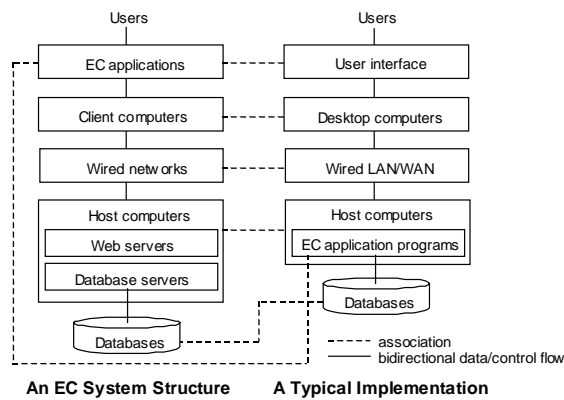 Users
EC applications
Client computers
Wired networks
Host computers
Web servers
Database servers
Databases
Users
User interface
Desktop computers
Wired LAN/WAN
Host computers
EC application programs
Databases
association
bidirectional data/control flow
An EC System Structure
A Typical Implementation